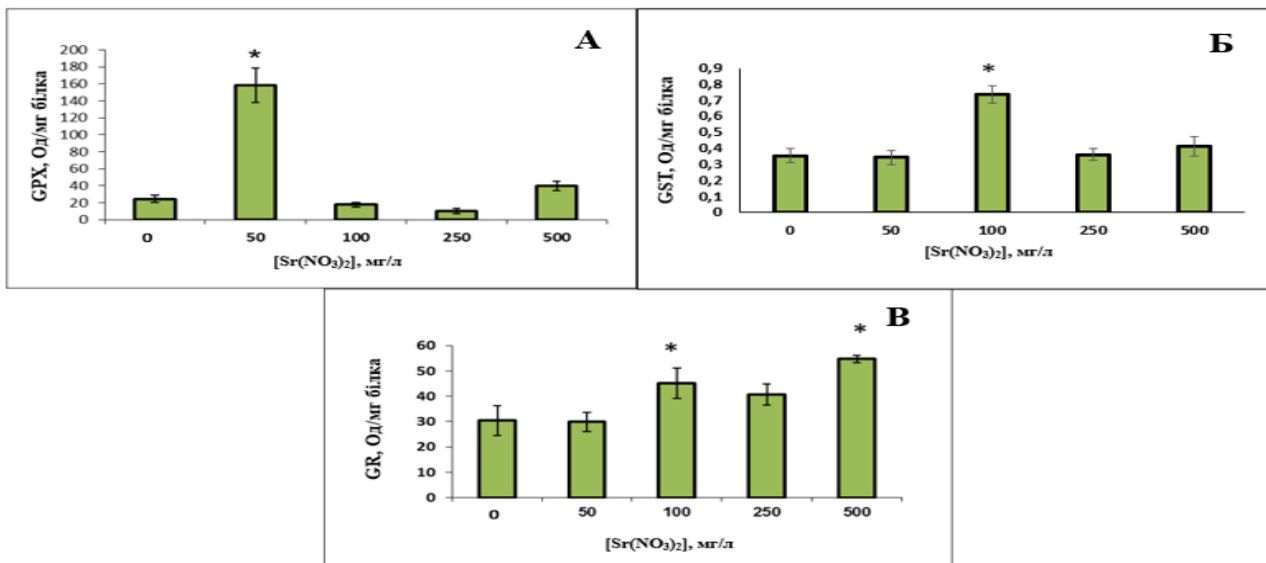 А
*
GPX, Од/мг білка
200
180
160
140
120
100
80
60
40
20
0
0 50 100 250 500
[Sr(NO₃)₂], мг/л
Б
*
GST, Од/мг білка
0,9
0,8
0,7
0,6
0,5
0,4
0,3
0,2
0,1
0
0 50 100 250 500
[Sr(NO₃)₂], мг/л
В
*
*
GR, Од/мг білка
60
50
40
30
20
10
0
0 50 100 250 500
[Sr(NO₃)₂], мг/л